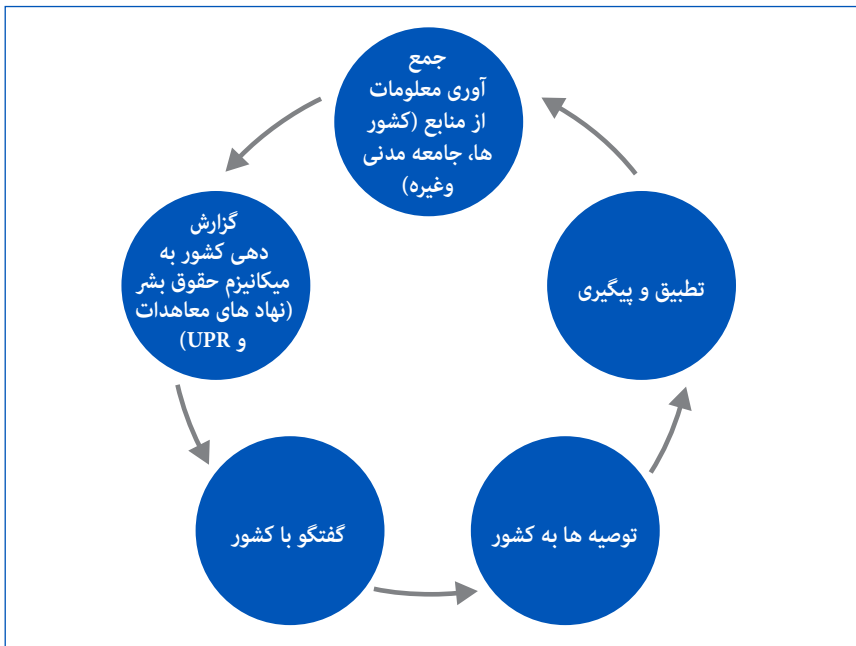 جمع
آوری معلومات
از منابع (کشور
ها، جامعه مدنی
وغیره)
گزارش
دهی کشور به
میکانیزم حقوق بشر
(نهاد های معاهدات
و UPR)
گفتگو با کشور
توصیه ها به کشور
تطبیق و پیگیری